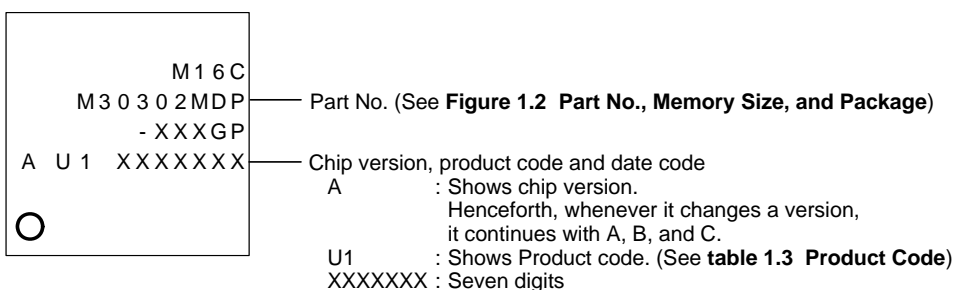 M16C
M30302MDP
-XXXGP
A U1 XXXXXXX
Part No. (See Figure 1.2 Part No., Memory Size, and Package)
Chip version, product code and date code
A : Shows chip version.
Henceforth, whenever it changes a version,
it continues with A, B, and C.
U1 : Shows Product code. (See table 1.3 Product Code)
XXXXXXX : Seven digits